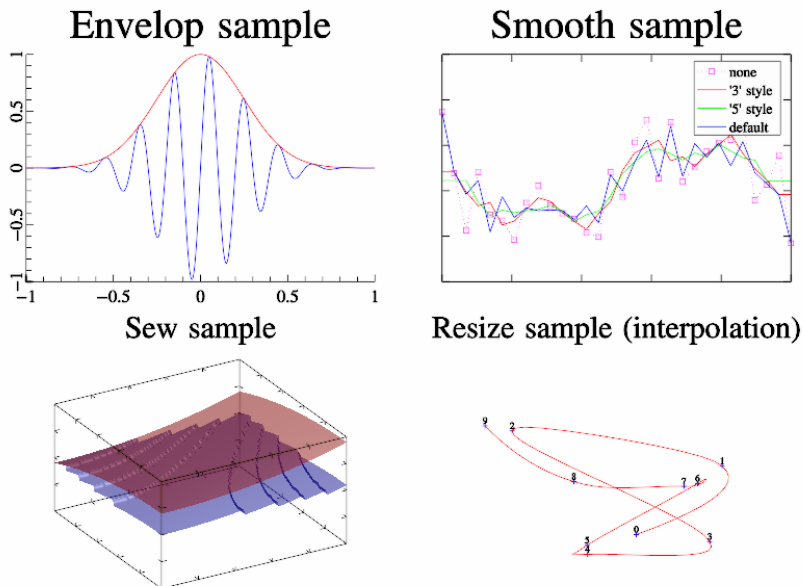 Envelop sample
Smooth sample
1
0.5
0
−0.5
−1
−1
−0.5
0
0.5
1
none
'3' style
'5' style
default
Sew sample
Resize sample (interpolation)
9
2
1
8
7
6
5
4
0
3